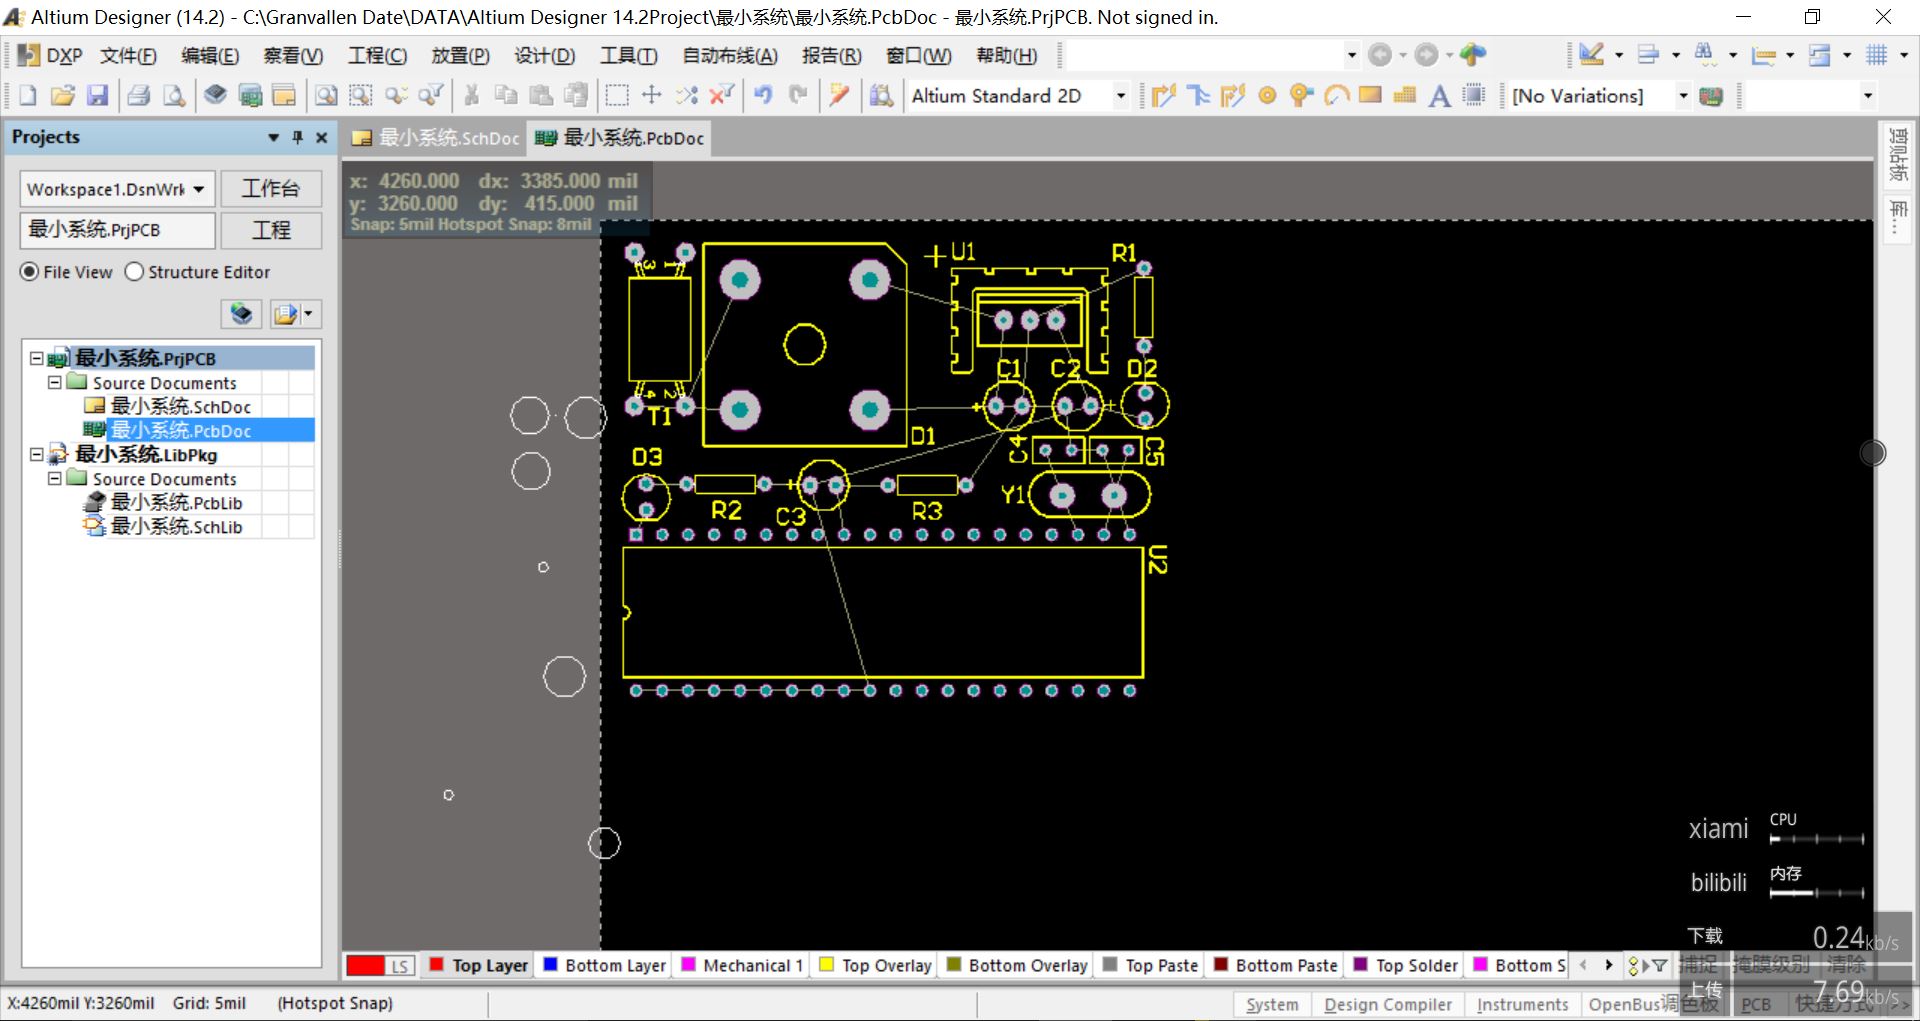 Altium Designer (14.2) - C:\Granvallen Date\DATA\Altium Designer 14.2Project\最小系统\最小系统.PcbDoc - 最小系统.PrjPCB. Not signed in.
DXP 文件(F) 编辑(E) 察看(V) 工程(C) 放置(P) 设计(D) 工具(T) 自动布线(A) 报告(R) 窗口(W) 帮助(H)
Altium Standard 2D [No Variations]
Projects
最小系统.SchDoc 最小系统.PcbDoc
剪贴板
库...
Workspace1.DsnWrk 工作台
最小系统.PrjPCB 工程
File View Structure Editor
最小系统.PrjPCB
Source Documents
最小系统.SchDoc
最小系统.PcbDoc
最小系统.LibPkg
Source Documents
最小系统.PcbLib
最小系统.SchLib
x: 4260.000 dx: 3385.000 mil
y: 3260.000 dy: 415.000 mil
Snap: 5mil Hotspot Snap: 8mil
U1 R1
3 1
C1 C2 D2
4 2
T1 D1
C4 C5
D3
Y1
R2 C3 R3
U2
xiami CPU
bilibili 内存
下载 0.24kb/s
上传 7.69kb/s
LS Top Layer Bottom Layer Mechanical 1 Top Overlay Bottom Overlay Top Paste Bottom Paste Top Solder Bottom S 捕捉 掩膜级别 清除
X:4260mil Y:3260mil Grid: 5mil (Hotspot Snap)
System Design Compiler Instruments OpenBus调色板 PCB 快捷方式 >>